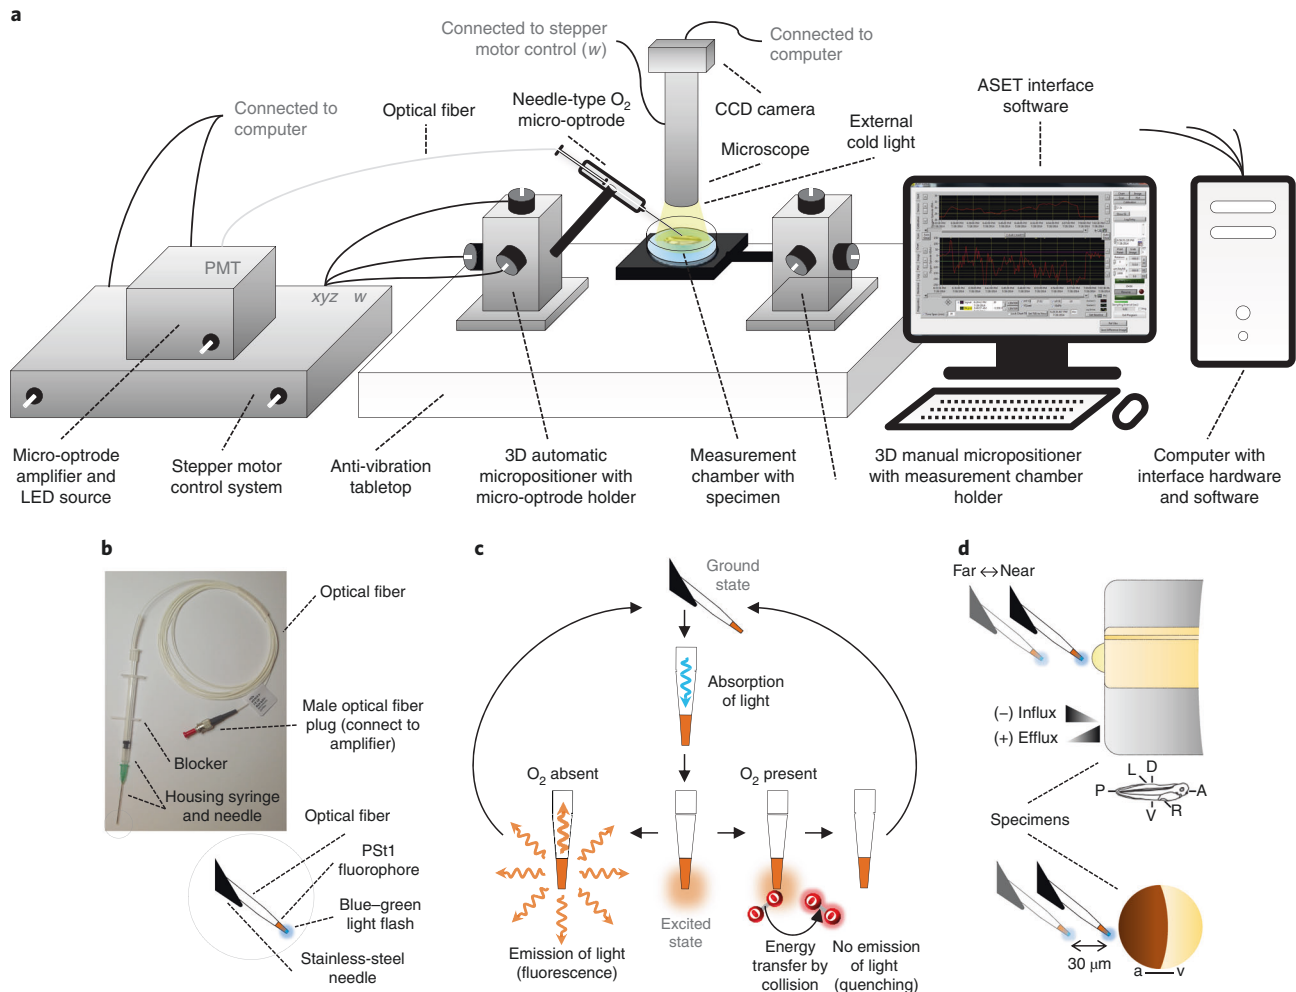 a
Connected to stepper
motor control (w)
Connected to
computer
ASET interface
software
Needle-type O2
micro-optrode
Connected to
computer
Optical fiber
CCD camera
External
cold light
Microscope
PMT
xyz w
Micro-optrode
amplifier and
LED source
Stepper motor
control system
Anti-vibration
tabletop
3D automatic
micropositioner with
micro-optrode holder
Measurement
chamber with
specimen
3D manual micropositioner
with measurement chamber
holder
Computer with
interface hardware
and software
b
Optical fiber
Male optical fiber
plug (connect to
amplifier)
Blocker
Housing syringe
and needle
Optical fiber
PSt1
fluorophore
Blue–green
light flash
Stainless-steel
needle
c
Ground
state
Absorption
of light
O2 absent
O2 present
Emission of light
(fluorescence)
Excited
state
Energy
transfer by
collision
No emission
of light
(quenching)
d
Far ↔ Near
(−) Influx
(+) Efflux
L D
P A
V R
Specimens
30 μm
a v